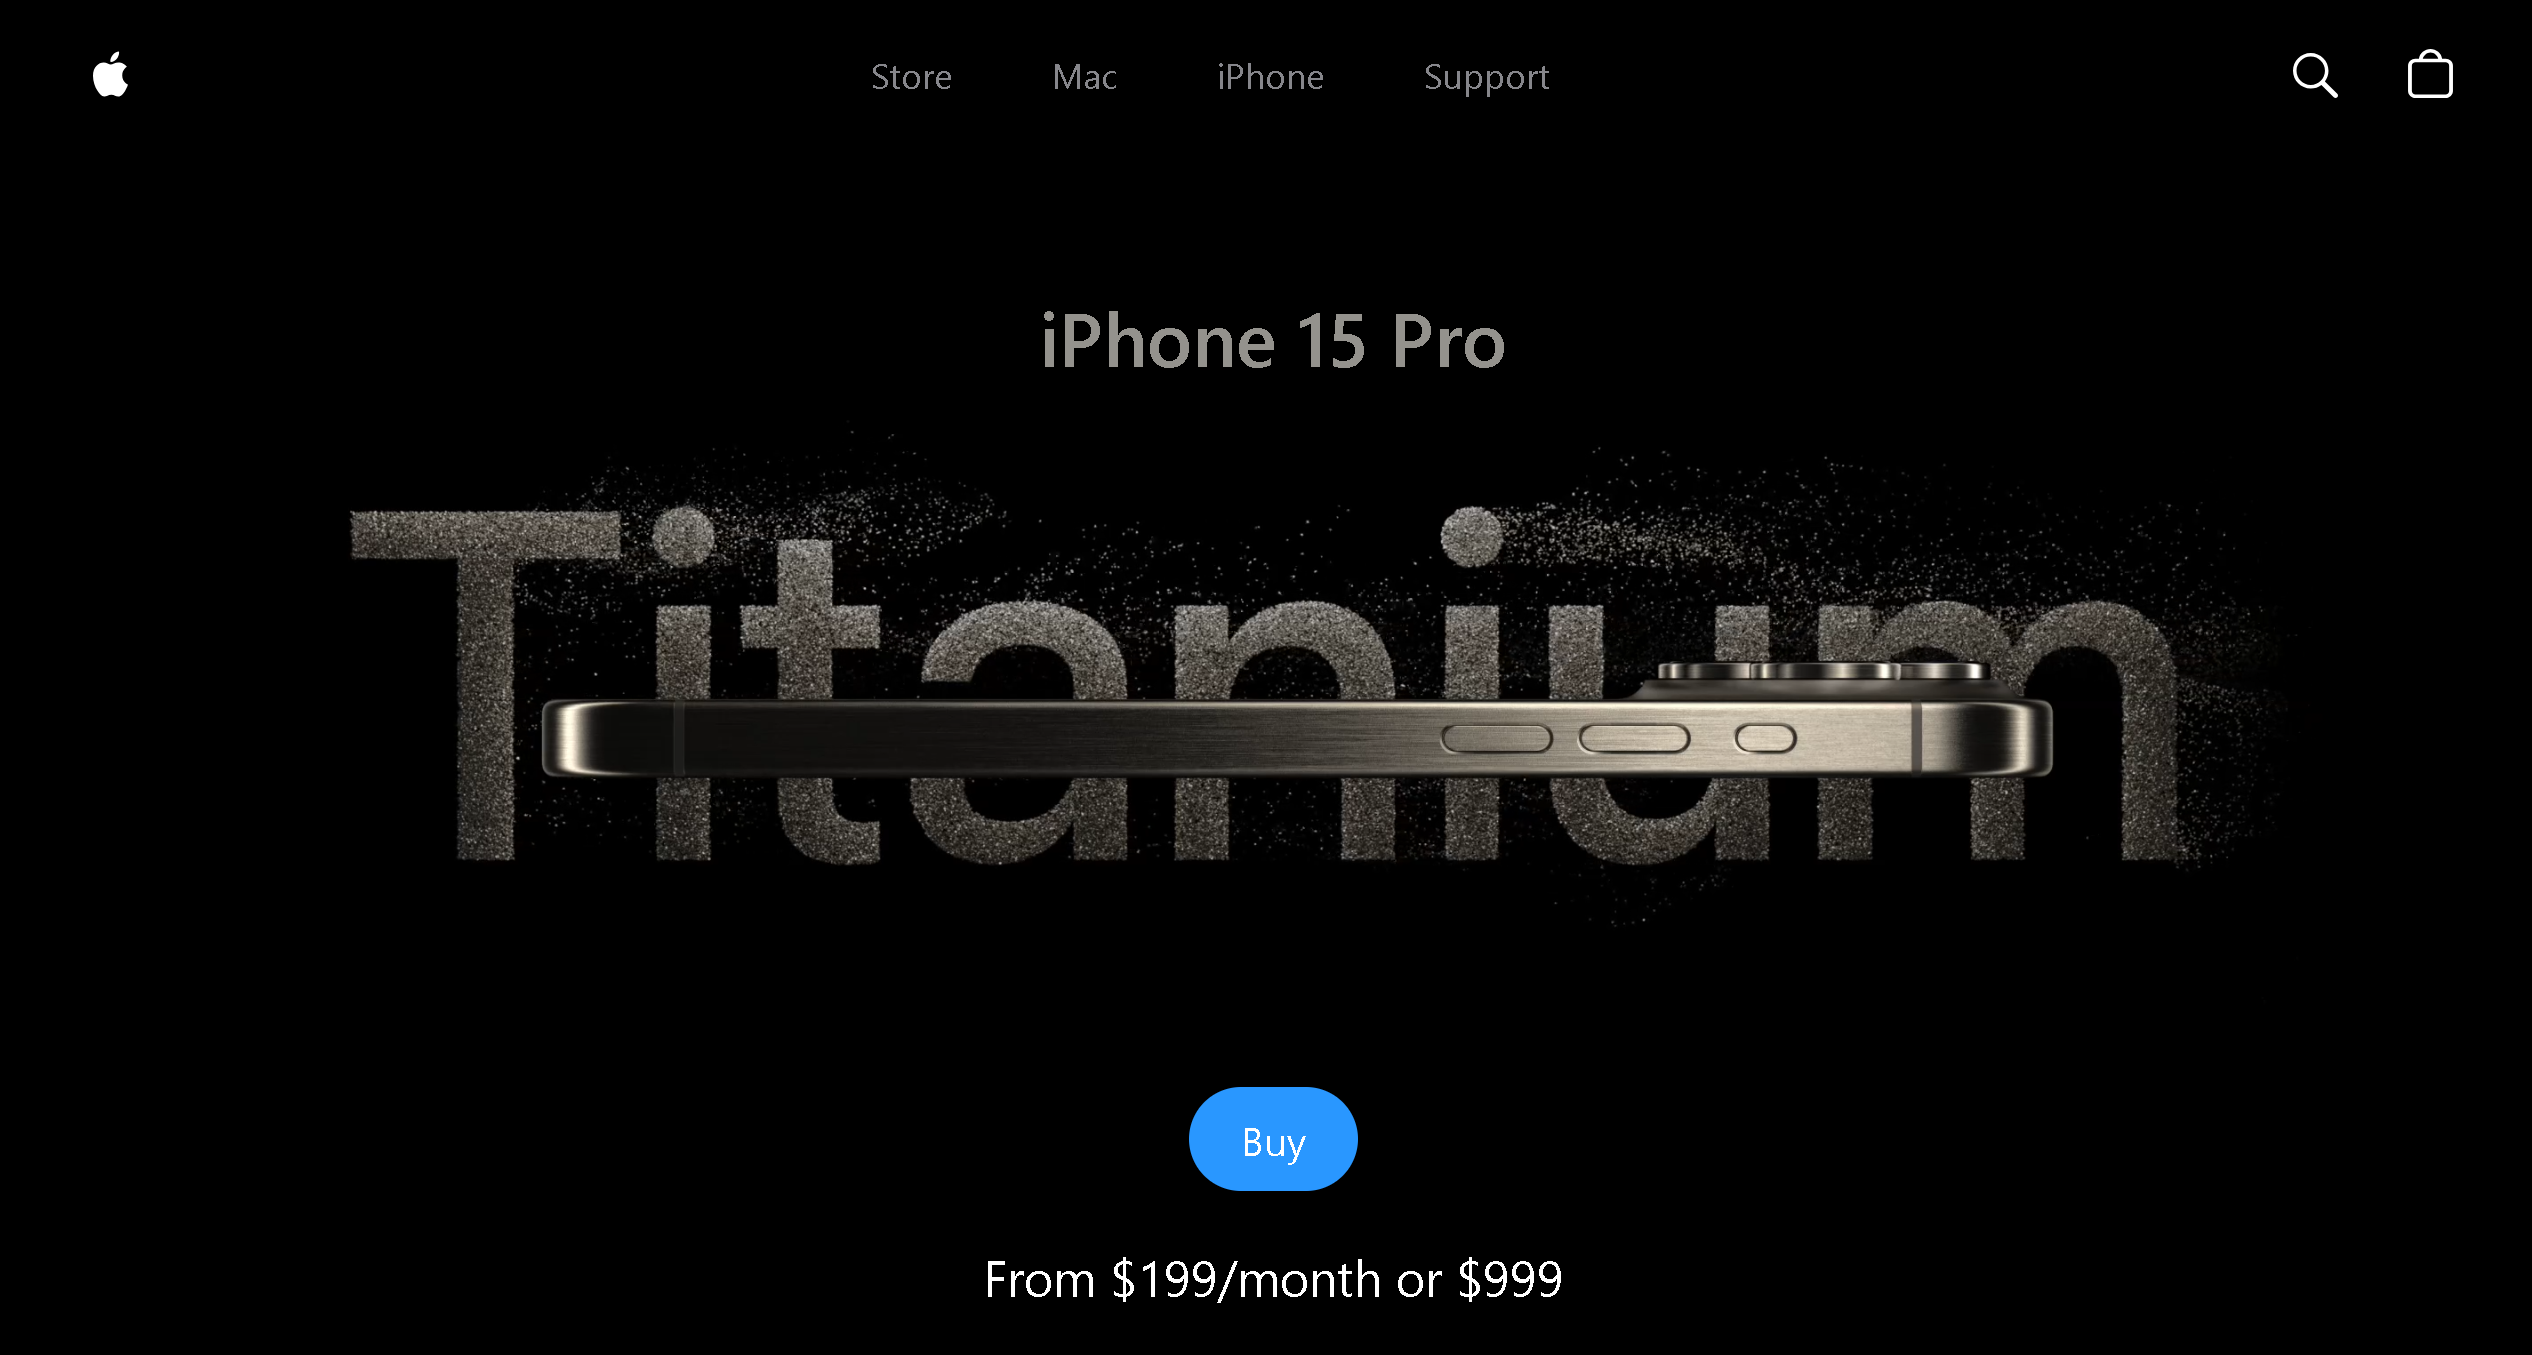 Store Mac iPhone Support
iPhone 15 Pro
Titanium
Buy
From $199/month or $999